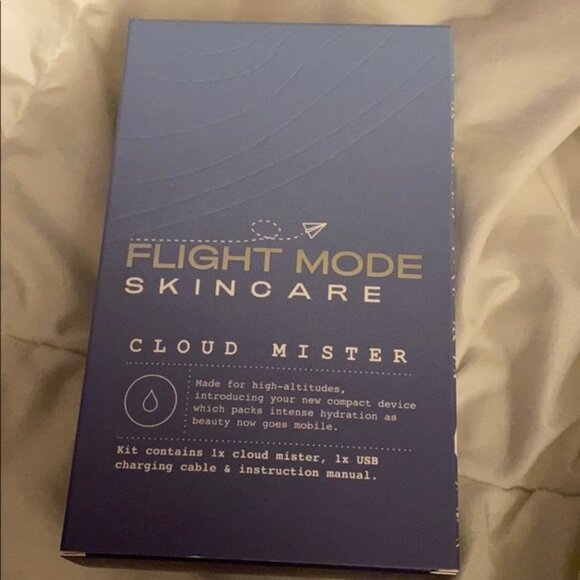 FLIGHT MODE
SKINCARE
CLOUD MISTER
Made for high-altitudes,
introducing your new compact device
which packs intense hydration as
beauty now goes mobile.
Kit contains 1x cloud mister, 1x USB
charging cable & instruction manual.